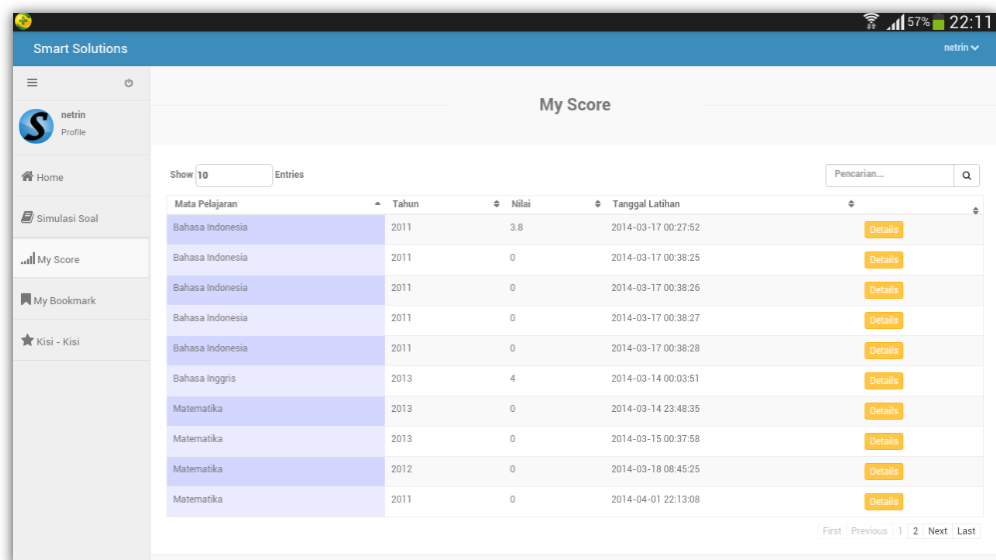 57% 22:11
Smart Solutions netrin
netrin
Profile
Home
Simulasi Soal
My Score
My Bookmark
Kisi - Kisi
My Score
Show 10 Entries Pencarian...
Mata Pelajaran Tahun Nilai Tanggal Latihan
Bahasa Indonesia 2011 3.8 2014-03-17 00:27:52 Details
Bahasa Indonesia 2011 0 2014-03-17 00:38:25 Details
Bahasa Indonesia 2011 0 2014-03-17 00:38:26 Details
Bahasa Indonesia 2011 0 2014-03-17 00:38:27 Details
Bahasa Indonesia 2011 0 2014-03-17 00:38:28 Details
Bahasa Inggris 2013 4 2014-03-14 00:03:51 Details
Matematika 2013 0 2014-03-14 23:48:35 Details
Matematika 2013 0 2014-03-15 00:37:58 Details
Matematika 2012 0 2014-03-18 08:45:25 Details
Matematika 2011 0 2014-04-01 22:13:08 Details
First Previous 1 2 Next Last